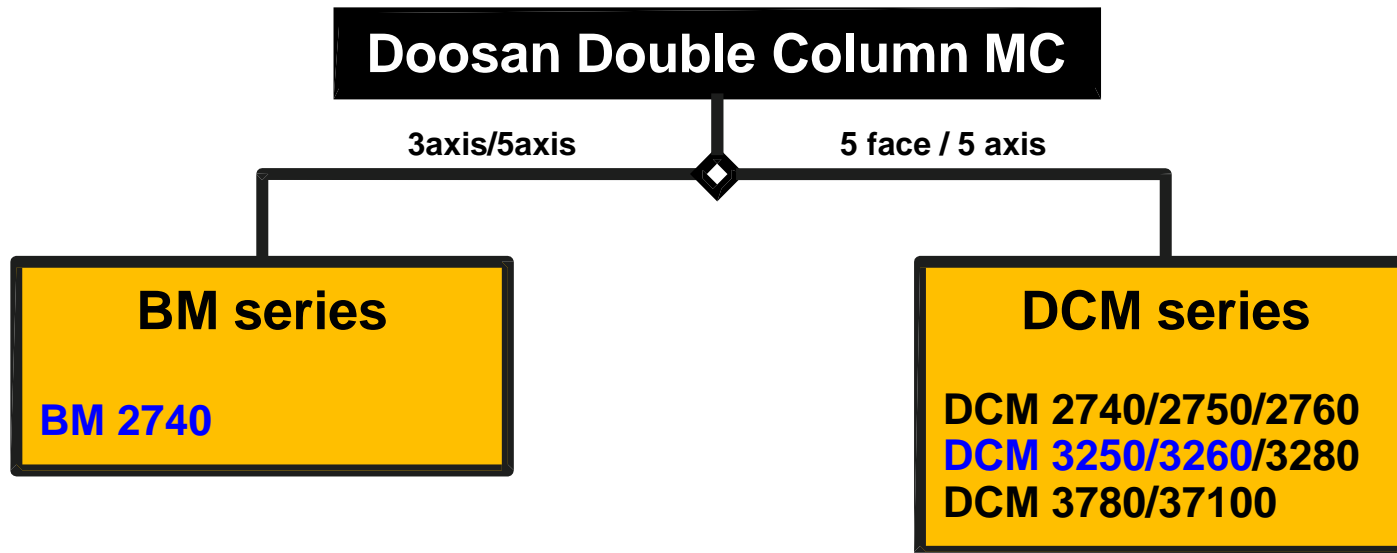 Doosan Double Column MC
3axis/5axis
5 face / 5 axis
BM series
BM 2740
DCM series
DCM 2740/2750/2760
DCM 3250/3260/3280
DCM 3780/37100